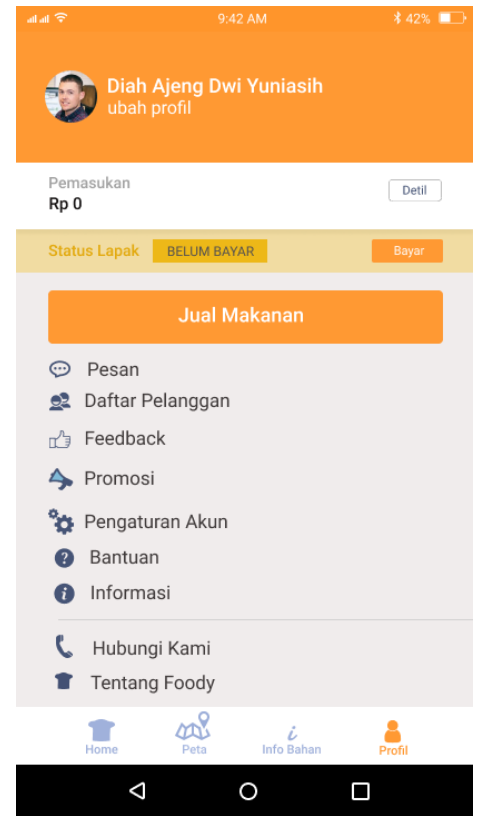 9:42 AM
42%
Diah Ajeng Dwi Yuniasih
ubah profil
Pemasukan
Rp 0
Detil
Status Lapak
BELUM BAYAR
Bayar
Jual Makanan
Pesan
Daftar Pelanggan
Feedback
Promosi
Pengaturan Akun
Bantuan
Informasi
Hubungi Kami
Tentang Foody
Home
Peta
Info Bahan
Profil